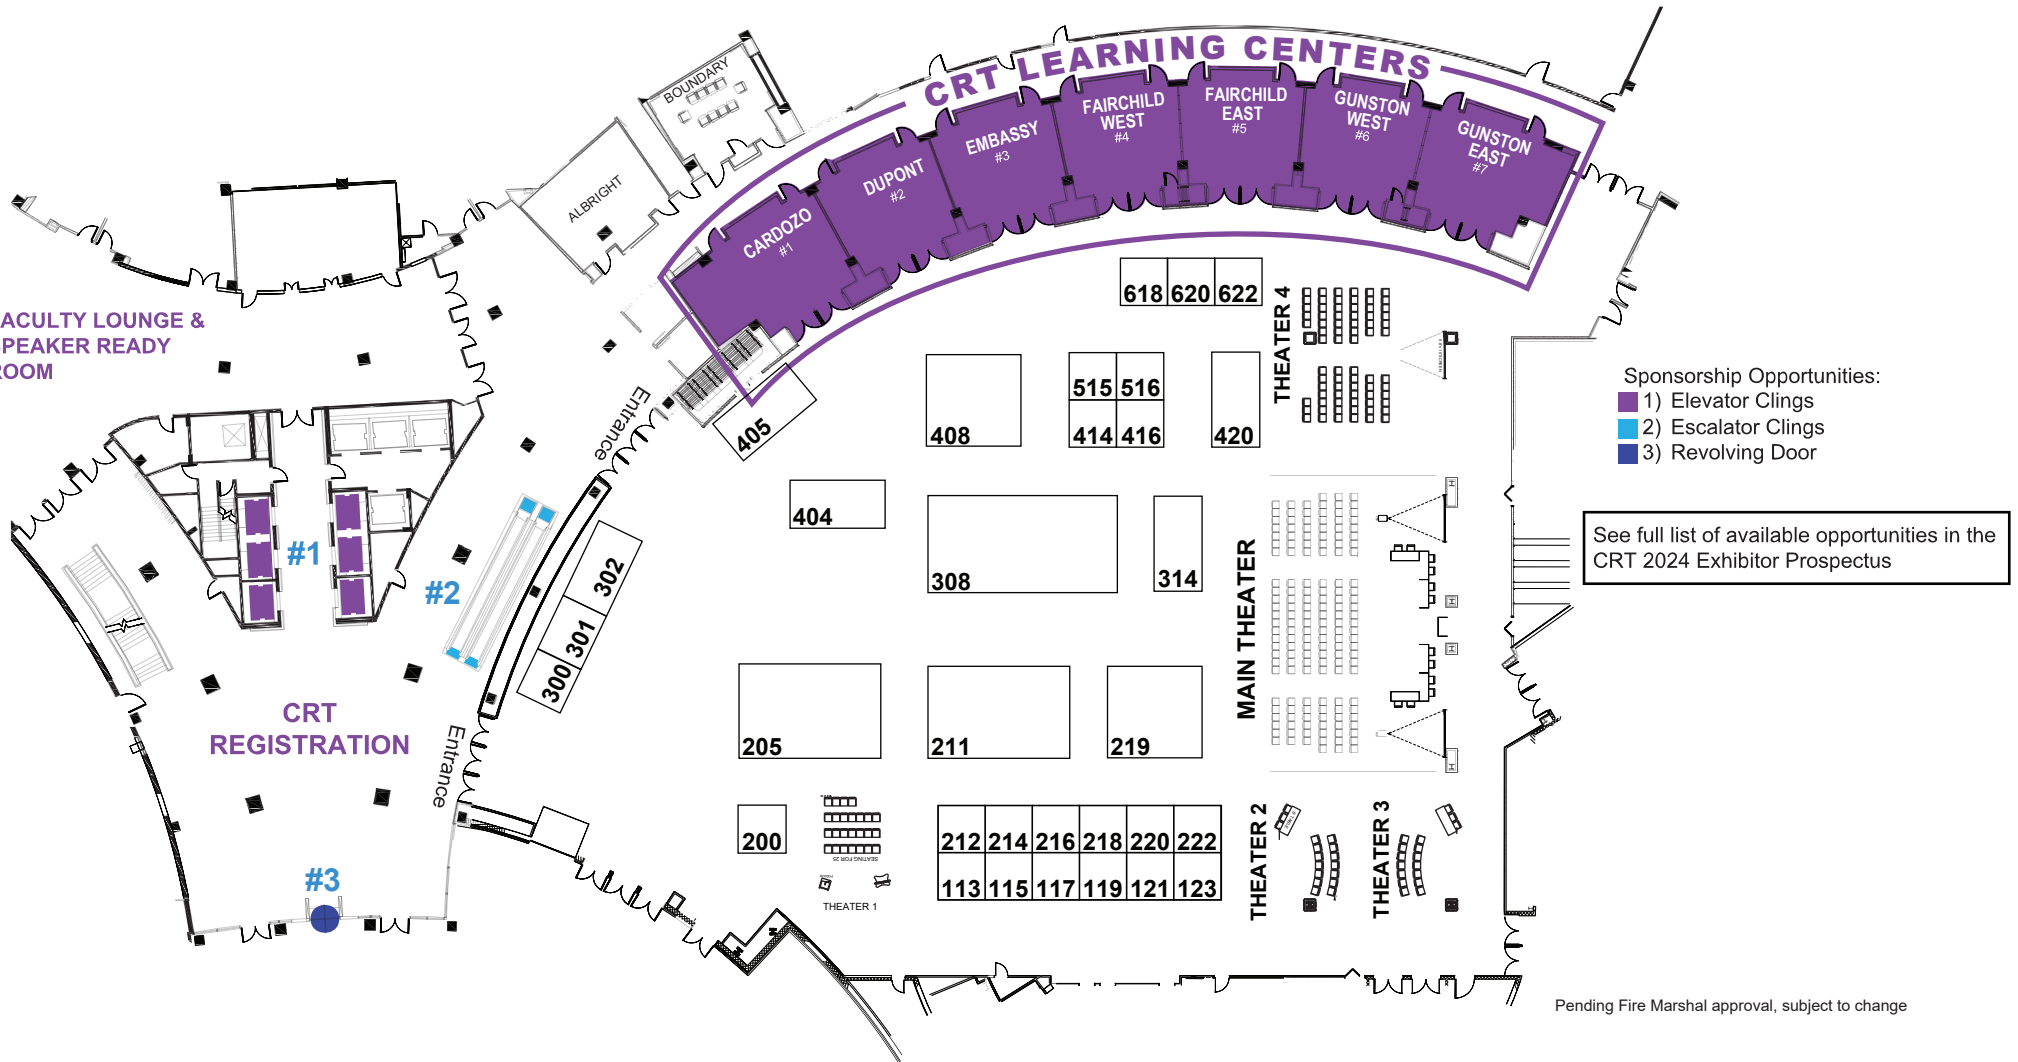 CRT LEARNING CENTERS
BOUNDARY
ALBRIGHT
CARDOZO
#1
DUPONT
#2
EMBASSY
#3
FAIRCHILD
WEST
#4
FAIRCHILD
EAST
#5
GUNSTON
WEST
#6
GUNSTON
EAST
#7
ACULTY LOUNGE &
PEAKER READY
OOM
618 620 622
THEATER 4
515 516
414 416
408
420
405
Entrance
404
308
314
302
301
300
#1
#2
MAIN THEATER
Sponsorship Opportunities:
1) Elevator Clings
2) Escalator Clings
3) Revolving Door
See full list of available opportunities in the
CRT 2024 Exhibitor Prospectus
CRT
REGISTRATION
Entrance
205
211
219
200
SEATING FOR 25
THEATER 1
212 214 216 218 220 222
113 115 117 119 121 123
THEATER 2
THEATER 3
#3
Pending Fire Marshal approval, subject to change